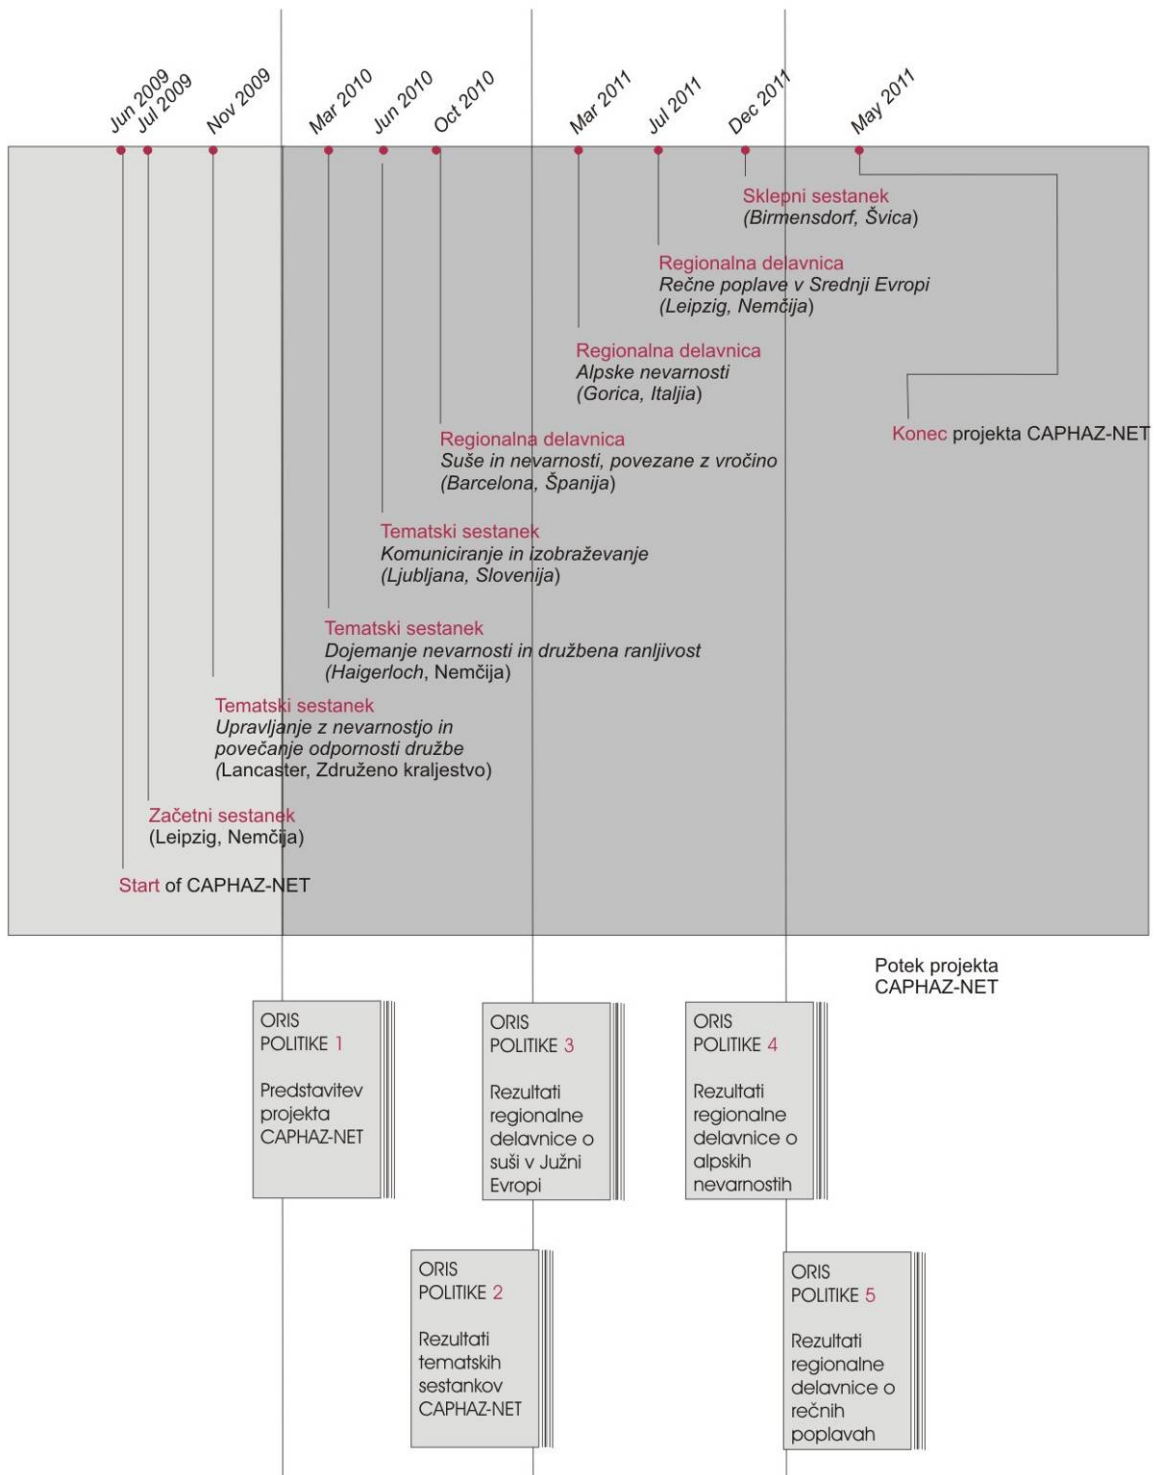 Jun 2009
Jul 2009
Nov 2009
Mar 2010
Jun 2010
Oct 2010
Mar 2011
Jul 2011
Dec 2011
May 2011
Sklepni sestanek
(Birmensdorf, Švica)
Regionalna delavnica
Rečne poplave v Srednji Evropi
(Leipzig, Nemčija)
Regionalna delavnica
Alpske nevarnosti
(Gorica, Italjia)
Konec projekta CAPHAZ-NET
Regionalna delavnica
Suše in nevarnosti, povezane z vročino
(Barcelona, Španija)
Tematski sestanek
Komuniciranje in izobraževanje
(Ljubljana, Slovenija)
Tematski sestanek
Dojemanje nevarnosti in družbena ranljivost
(Haigerloch, Nemčija)
Tematski sestanek
Upravljanje z nevarnostjo in
povečanje odpornosti družbe
(Lancaster, Združeno kraljestvo)
Začetni sestanek
(Leipzig, Nemčija)
Start of CAPHAZ-NET
Potek projekta
CAPHAZ-NET
ORIS
POLITIKE 1
Predstavitev
projekta
CAPHAZ-NET
ORIS
POLITIKE 3
Rezultati
regionalne
delavnice o
suši v Južni
Evropi
ORIS
POLITIKE 4
Rezultati
regionalne
delavnice o
alpskih
nevarnostih
ORIS
POLITIKE 2
Rezultati
tematskih
sestankov
CAPHAZ-NET
ORIS
POLITIKE 5
Rezultati
regionalne
delavnice o
rečnih
poplavah